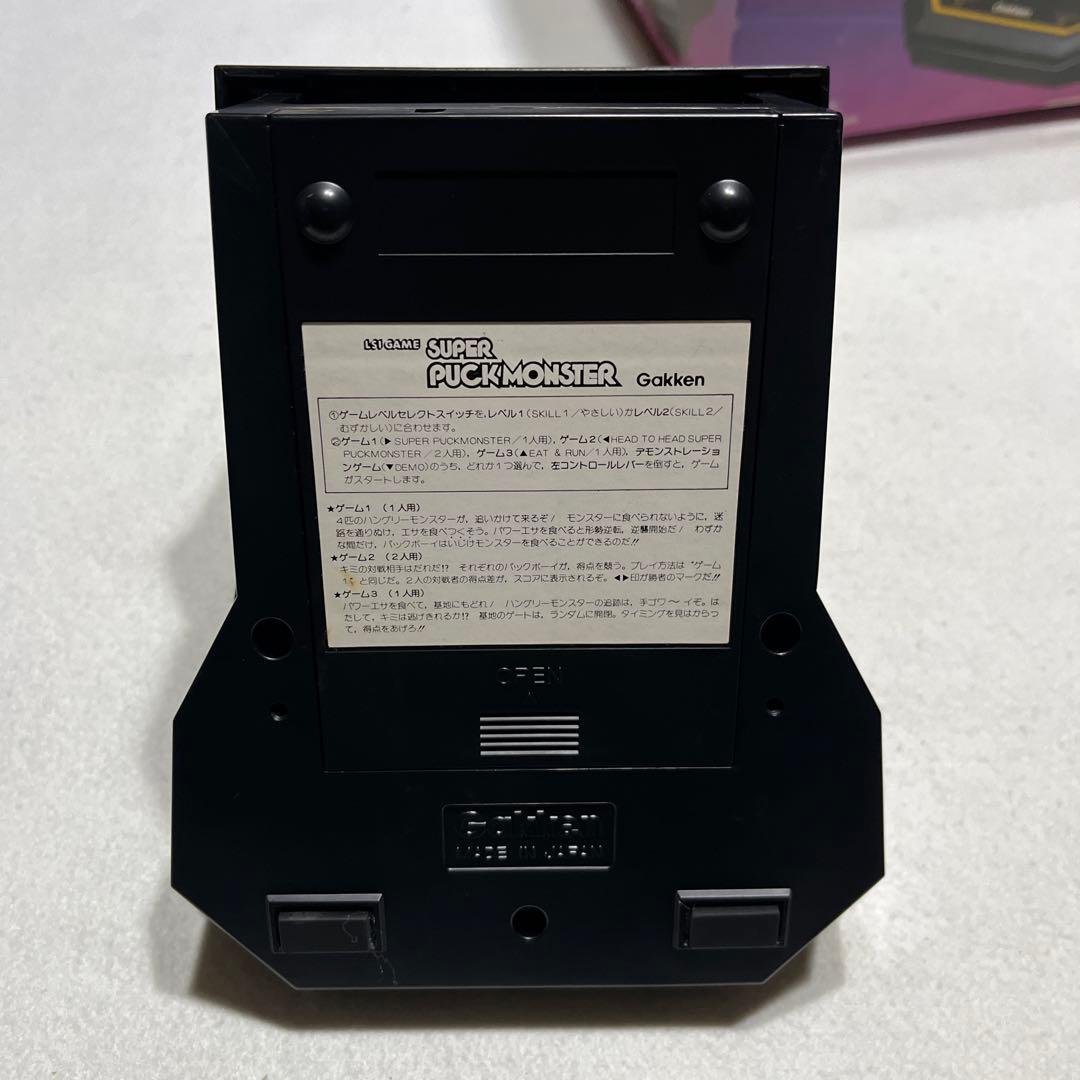 Gakken
LSI GAME SUPER
PUCKMONSTER Gakken
①ゲームレベルセレクトスイッチを,レベル1(SKILL1/やさしい)かレベル2(SKILL2/
むずかしい)に合わせます。
②ゲーム1(▶SUPER PUCKMONSTER/1人用), ゲーム2(◀HEAD TO HEAD SUPER
PUCKMONSTER/2人用), ゲーム3(▲EAT & RUN/1人用), デモンストレーショ
ンゲーム(▼DEMO)のうち, どれか1つ選んで, 左コントロールレバーを倒すと, ゲーム
がスタートします。
★ゲーム1 (1人用)
4匹のハングリーモンスターが, 追いかけて来るぞ! モンスターに食べられないように, 迷
路を通りぬけ, エサを食べつくそう。パワーエサを食べると形勢逆転, 逆襲開始だ! わずか
な間だけ, パックボーイはいじけモンスターを食べることができるのだ!!
★ゲーム2 (2人用)
キミの対戦相手はだれだ!? それぞれのパックボーイが, 得点を競う。プレイ方法は“ゲーム
1”と同じだ。2人の対戦者の得点差が, スコアに表示されるぞ。◀▶印が勝者のマークだ!!
★ゲーム3 (1人用)
パワーエサを食べて, 基地にもどれ! ハングリーモンスターの追跡は, 手ゴワ〜イぞ。は
たして, キミは逃げきれるか!? 基地のゲートは, ランダムに開閉。タイミングを見はからっ
て, 得点をあげろ!!
OPEN
Gakken
MADE IN JAPAN